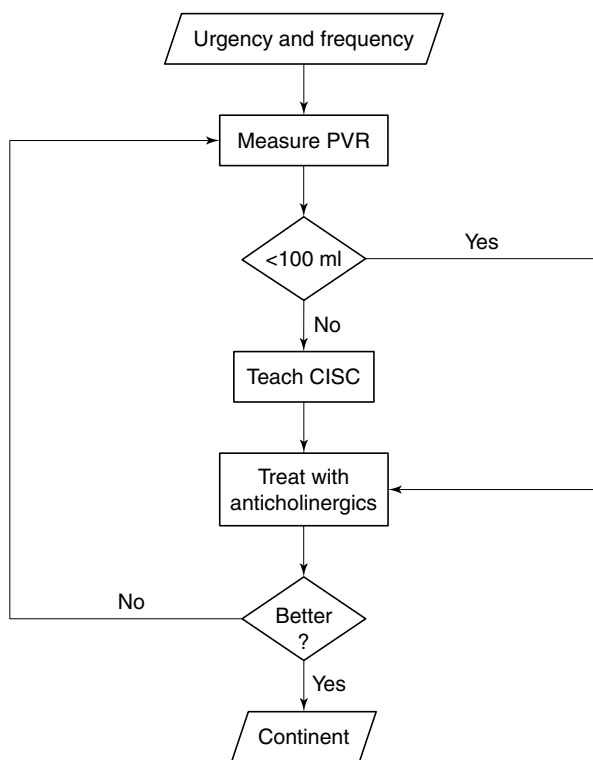 Urgency and frequency
Measure PVR
<100 ml
Yes
No
Teach CISC
Treat with
anticholinergics
No
Better
?
Yes
Continent